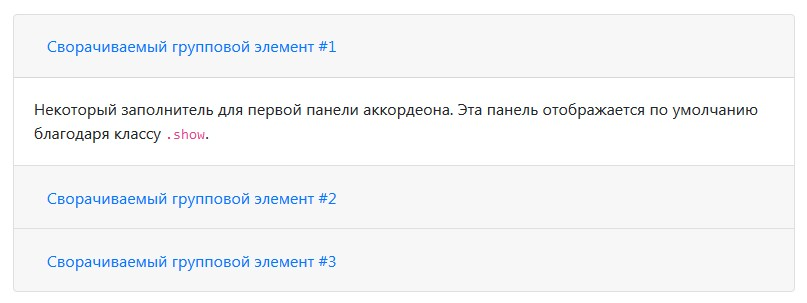 Сворачиваемый групповой элемент #1
Некоторый заполнитель для первой панели аккордеона. Эта панель отображается по умолчанию
благодаря классу .show.
Сворачиваемый групповой элемент #2
Сворачиваемый групповой элемент #3